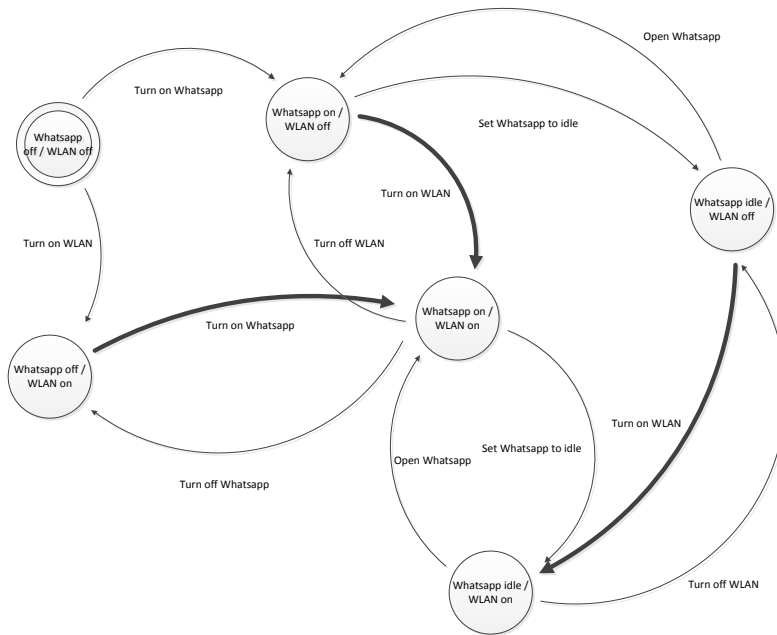 Open Whatsapp
Turn on Whatsapp
Whatsapp on /
WLAN off
Set Whatsapp to idle
Whatsapp
off / WLAN off
Turn on WLAN
Whatsapp idle /
WLAN off
Turn on WLAN
Turn off WLAN
Whatsapp on /
WLAN on
Turn on Whatsapp
Whatsapp off /
WLAN on
Turn on WLAN
Open Whatsapp
Set Whatsapp to idle
Turn off Whatsapp
Whatsapp idle /
WLAN on
Turn off WLAN